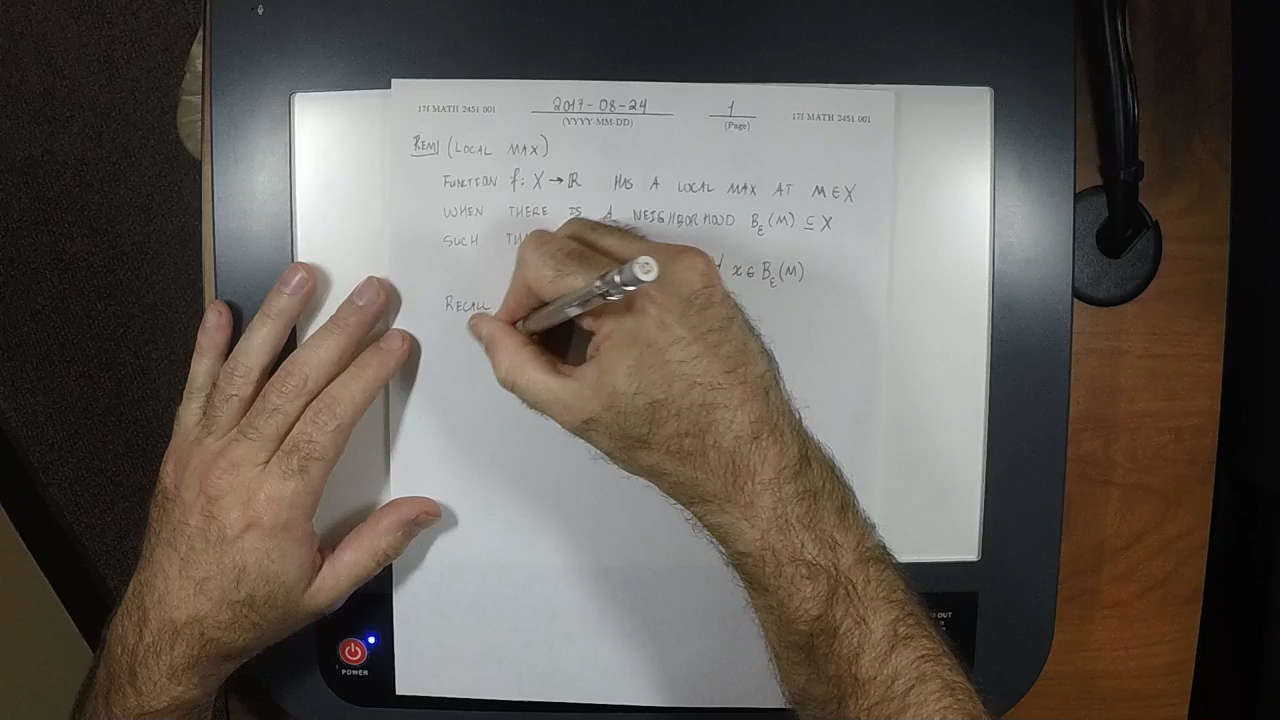 17f MATH 2451 001 2017-08-24 1 17f MATH 2451 001
(YYYY-MM-DD) (Page)
REM (LOCAL MAX)
FUNCTION f: X → ℝ HAS A LOCAL MAX AT M ∈ X
WHEN THERE IS A NEIGHBORHOOD B_ε(M) ⊆ X
SUCH
x ∈ B_ε(M)
RECALL
POWER